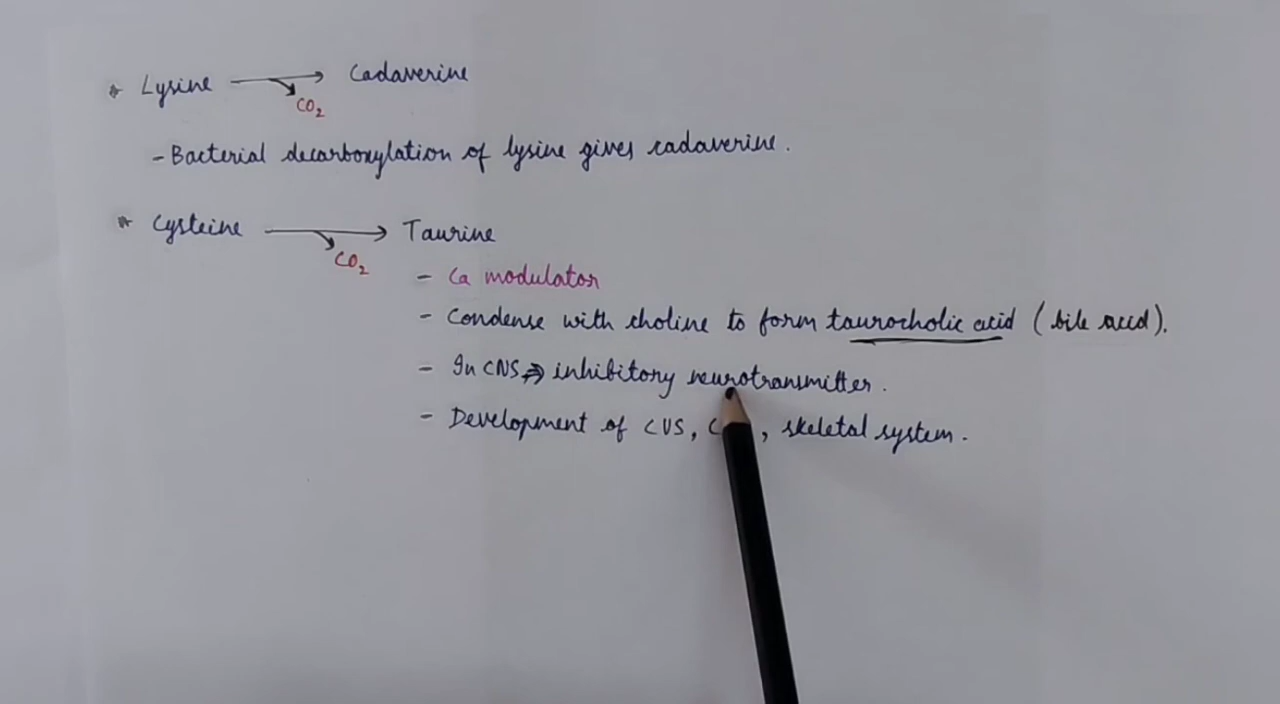 * Lysine → Cadaverine
CO2
- Bacterial decarboxylation of lysine gives cadaverine.
* Cysteine → Taurine
CO2
- Ca modulator
- Condense with choline to form taurocholic acid (bile acid).
- In CNS ⇒ inhibitory neurotransmitter.
- Development of CVS, , skeletal system.